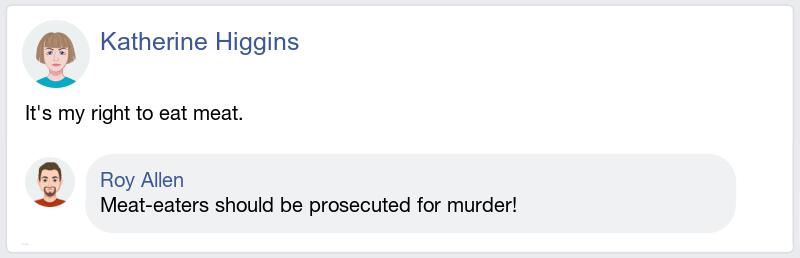 Katherine Higgins
It's my right to eat meat.
Roy Allen
Meat-eaters should be prosecuted for murder!